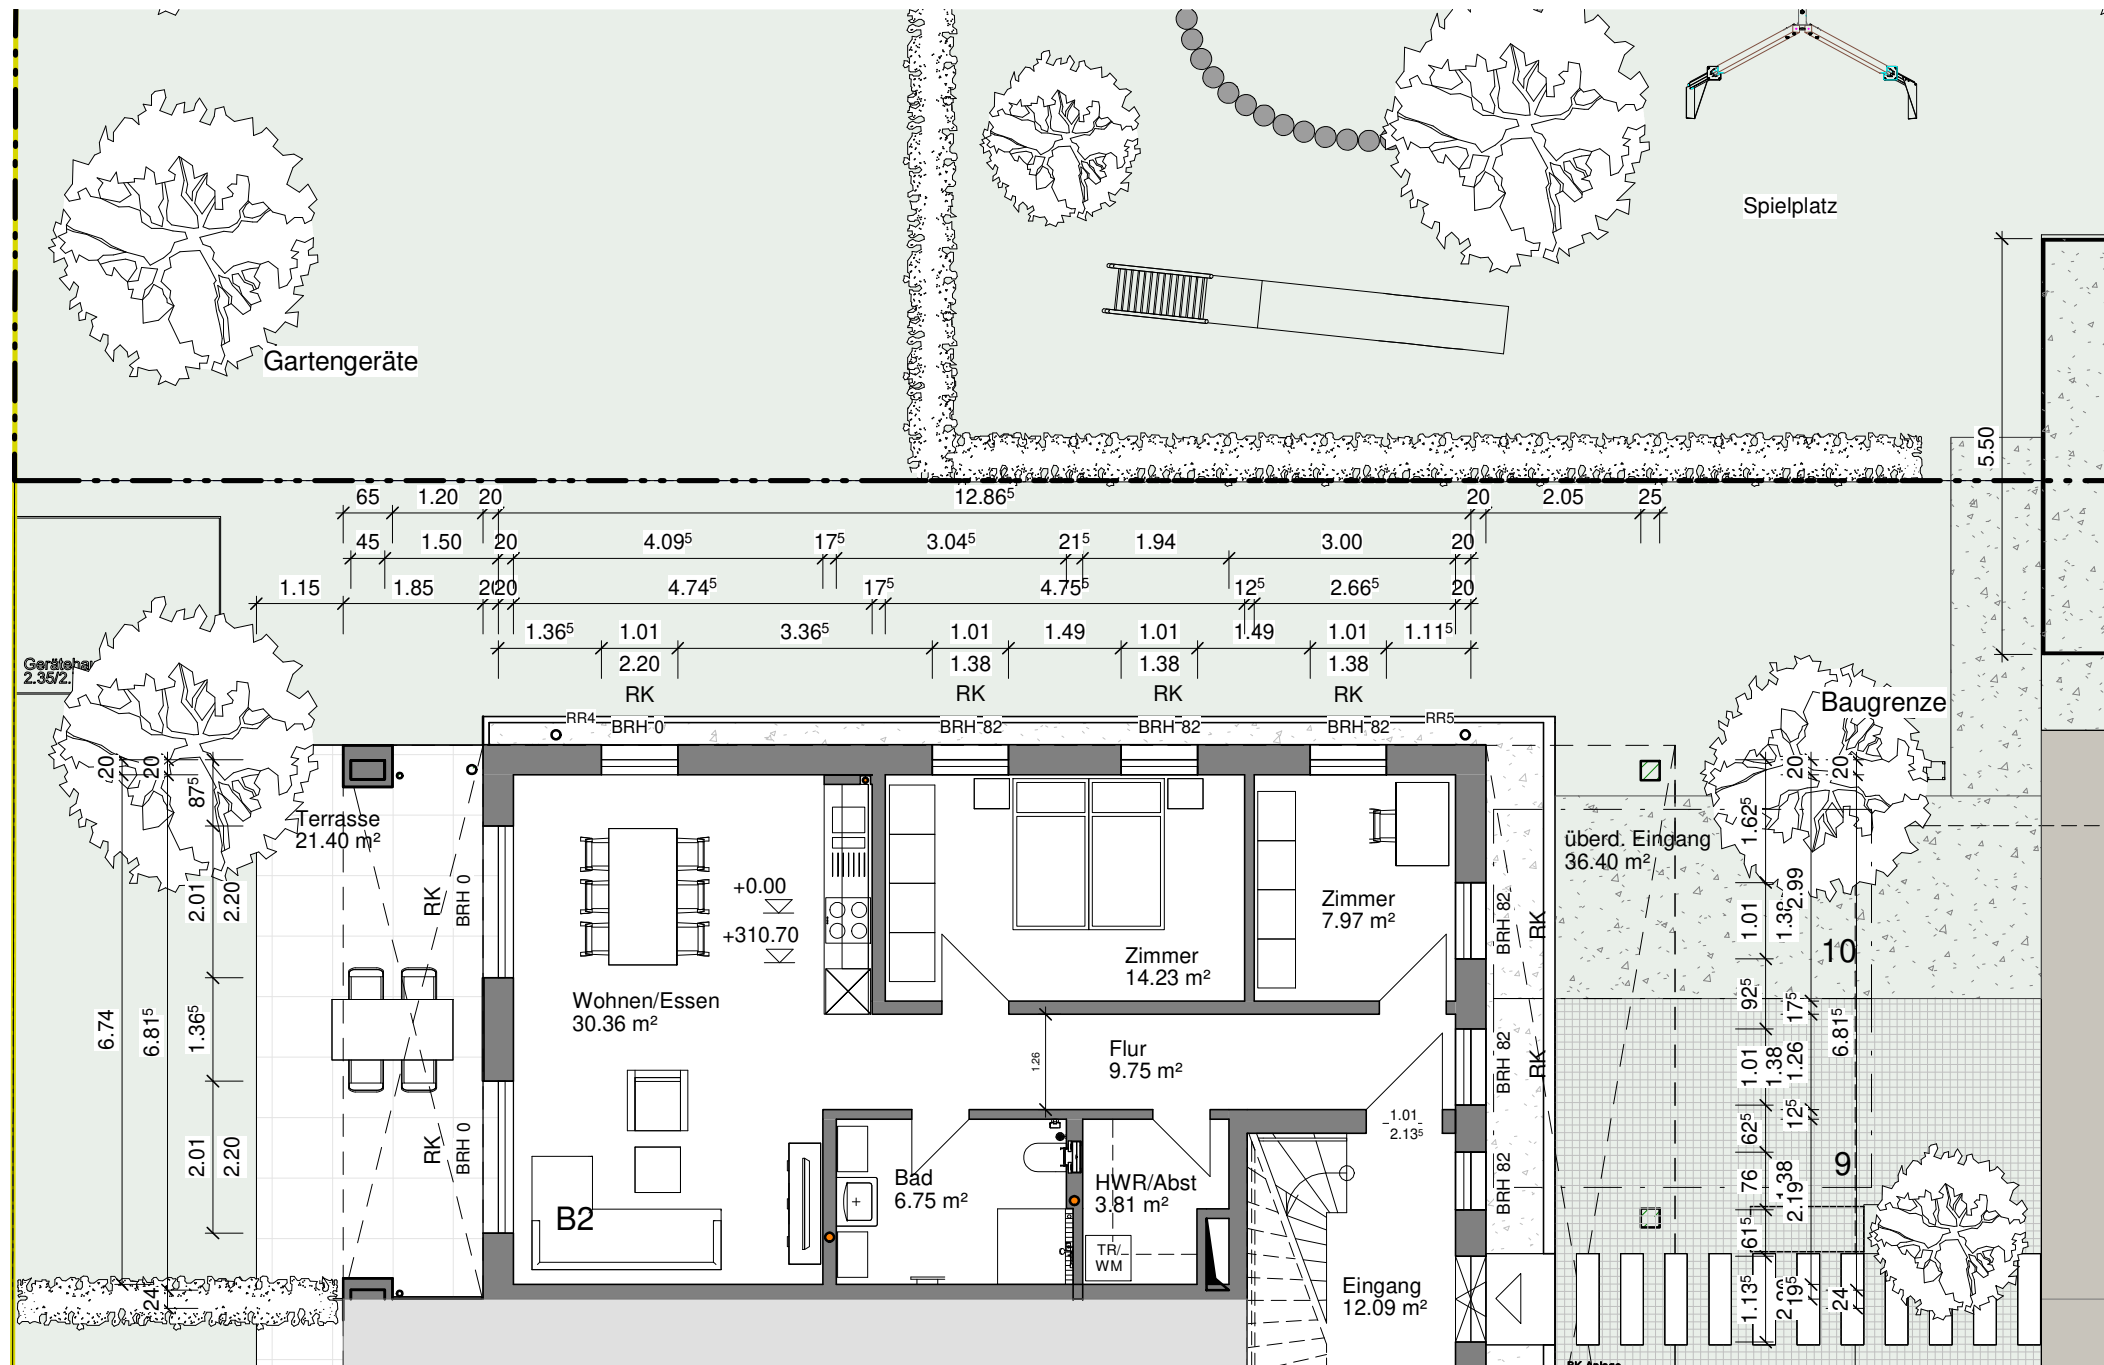 Spielplatz
Gartengeräte
5.50
65 1.20 20 12.86⁵ 20 2.05 25
45 1.50 20 4.09⁵ 17⁵ 3.04⁵ 21⁵ 1.94 3.00 20
1.15 1.85 20 20 4.74⁵ 17⁵ 4.75⁵ 12⁵ 2.66⁵ 20
1.36⁵ 1.01 3.36⁵ 1.01 1.49 1.01 1.49 1.01 1.11⁵
2.20 1.38 1.38 1.38
RK RK RK RK
2.35/2.
Baugrenze
RR4 BRH 0 BRH 82 BRH 82 BRH 82 RR5
20 20 87⁵
Terrasse
21.40 m²
2.01 2.20
RK BRH 0
6.74 6.81⁵ 1.36⁵
RK BRH 0
2.01 2.20
24
+0.00
+310.70
Wohnen/Essen
30.36 m²
B2
Zimmer
14.23 m²
Zimmer
7.97 m²
1.26
Flur
9.75 m²
1.01
2.13⁵
Bad
6.75 m²
HWR/Abst
3.81 m²
TR/
WM
Eingang
12.09 m²
BRH 82 RK
BRH 82 RK
BRH 82
überd. Eingang
36.40 m²
20 20
1.62⁵
2.99
1.01
10
92⁵ 17⁵
6.81⁵
1.01 1.38 1.26
62⁵ 12⁵
9
76 2.19
61⁵
1.13⁵ 19⁵ 24